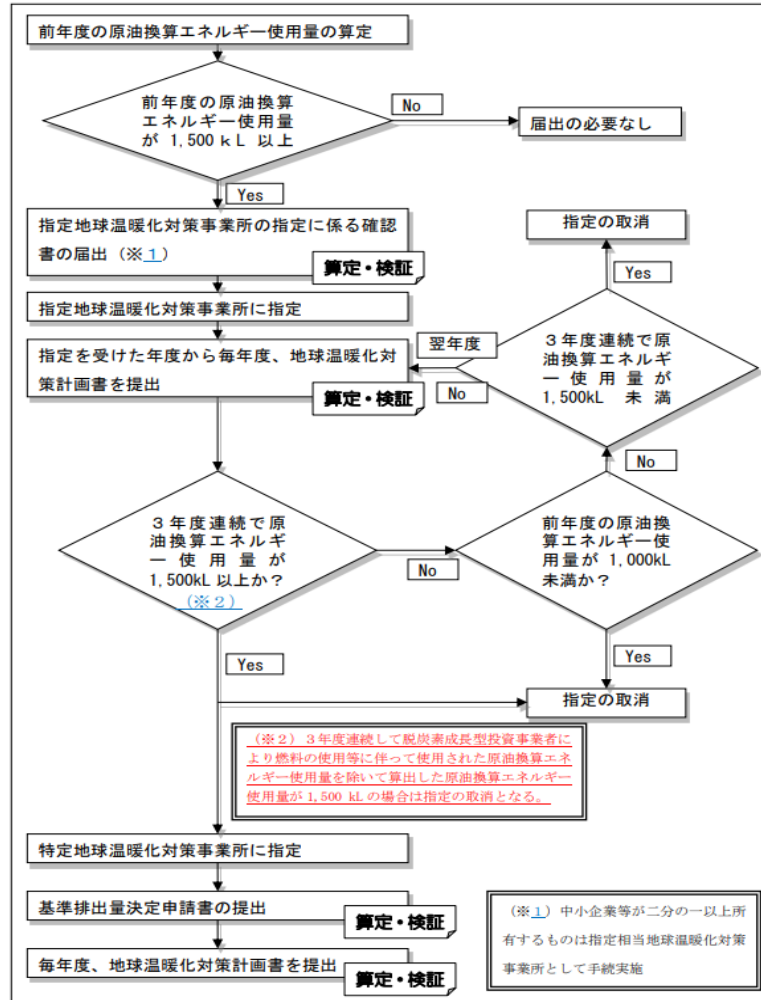 前年度の原油換算エネルギー使用量の算定
前年度の原油換算
エネルギー使用量
が 1,500 k L 以上
No
届出の必要なし
Yes
指定地球温暖化対策事業所の指定に係る確認
書の届出(※1)
算定・検証
指定の取消
Yes
指定地球温暖化対策事業所に指定
指定を受けた年度から毎年度、地球温暖化対
策計画書を提出
算定・検証
翌年度
No
3年度連続で原
油換算エネルギ
ー使用量が
1,500kL 未満
No
3年度連続で原
油換算エネルギ
ー使用量が
1,500kL 以上か?
(※2)
No
前年度の原油換
算エネルギー使
用量が 1,000kL
未満か?
Yes
Yes
指定の取消
(※2)3年度連続して脱炭素成長型投資事業者に
より燃料の使用等に伴って使用された原油換算エネ
ルギー使用量を除いて算出した原油換算エネルギー
使用量が 1,500 kL の場合は指定の取消となる。
特定地球温暖化対策事業所に指定
基準排出量決定申請書の提出
算定・検証
毎年度、地球温暖化対策計画書を提出
算定・検証
(※1)中小企業等が二分の一以上所
有するものは指定相当地球温暖化対策
事業所として手続実施